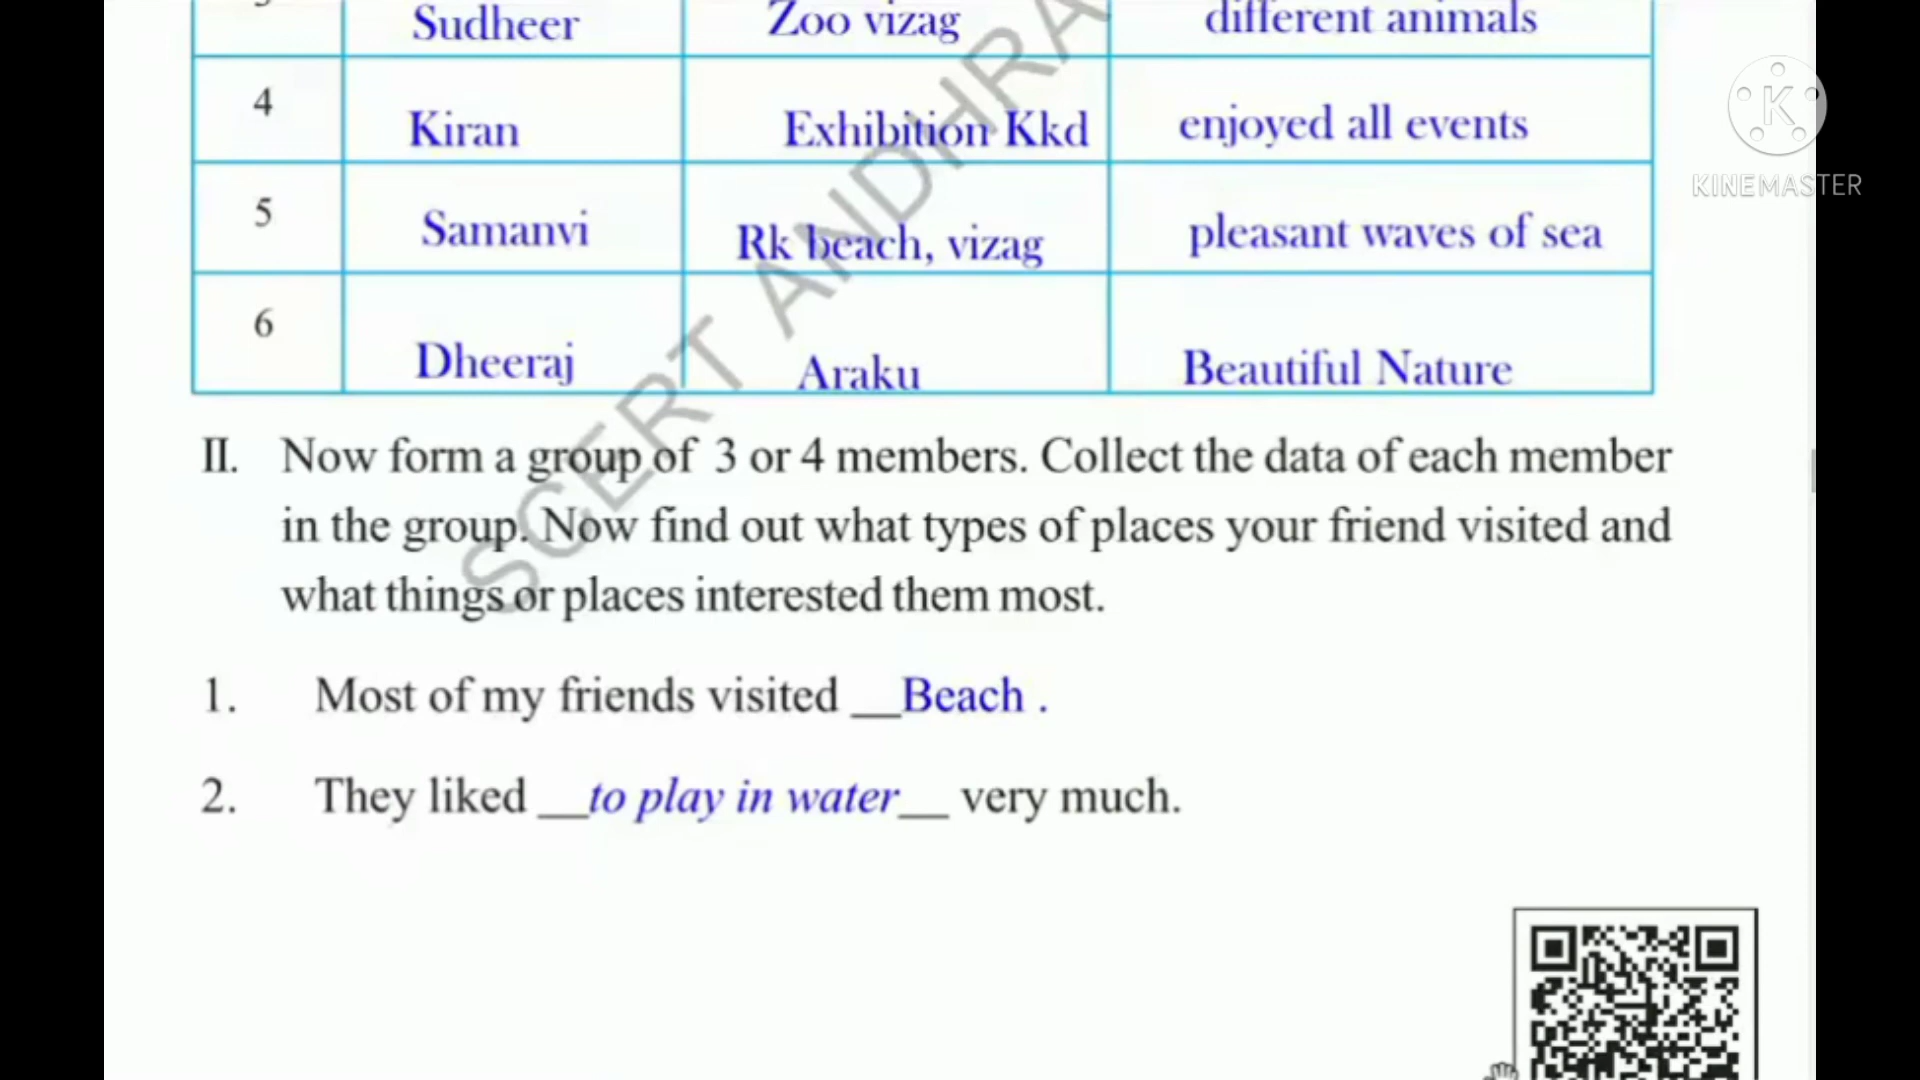 Sudheer Zoo vizag different animals
4 Kiran Exhibition Kkd enjoyed all events
KINEMASTER
5 Samanvi Rk beach, vizag pleasant waves of sea
6 Dheeraj Araku Beautiful Nature
II. Now form a group of 3 or 4 members. Collect the data of each member
in the group. Now find out what types of places your friend visited and
what things or places interested them most.
1. Most of my friends visited __Beach .
2. They liked __to play in water__ very much.
SCERT ANDHRA